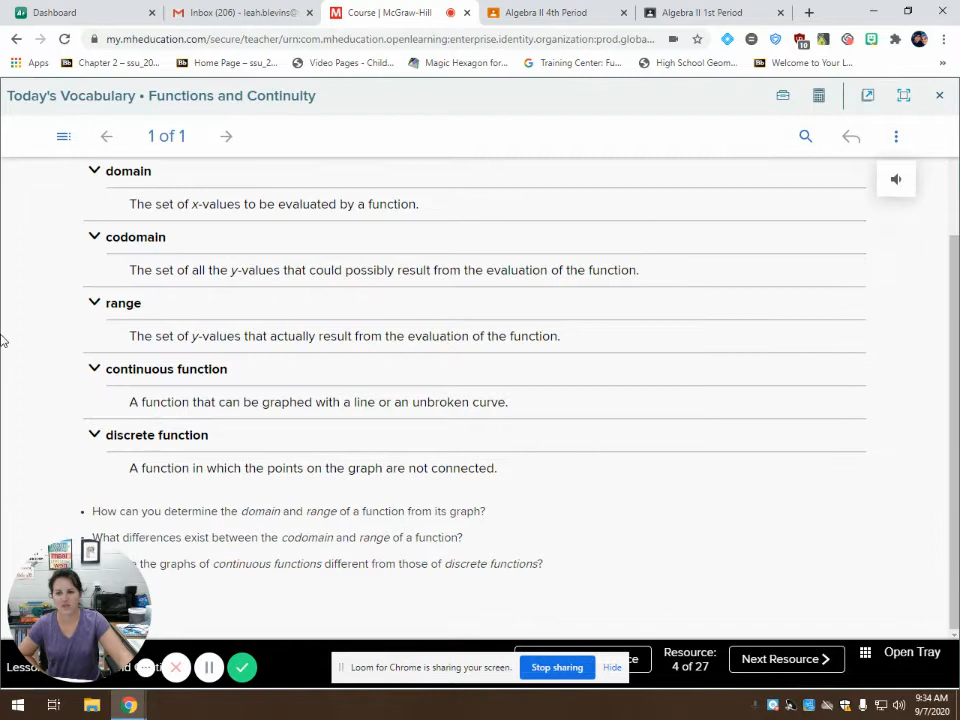 Dashboard
Inbox (206) - leah.blevins@
Course | McGraw-Hill
Algebra II 4th Period
Algebra II 1st Period
my.mheducation.com/secure/teacher/urn:com.mheducation.openlearning:enterprise.identity.organization:prod.globa...
10
Apps
Chapter 2 – ssu_20...
Home Page – ssu_2...
Video Pages - Child...
Magic Hexagon for...
Training Center: Fu...
High School Geom...
Welcome to Your L...
Today's Vocabulary • Functions and Continuity
1 of 1
domain
The set of x-values to be evaluated by a function.
codomain
The set of all the y-values that could possibly result from the evaluation of the function.
range
The set of y-values that actually result from the evaluation of the function.
continuous function
A function that can be graphed with a line or an unbroken curve.
discrete function
A function in which the points on the graph are not connected.
• How can you determine the domain and range of a function from its graph?
What differences exist between the codomain and range of a function?
the graphs of continuous functions different from those of discrete functions?
Loom for Chrome is sharing your screen.
Stop sharing
Hide
Resource:
4 of 27
Next Resource
Open Tray
9:34 AM
9/7/2020